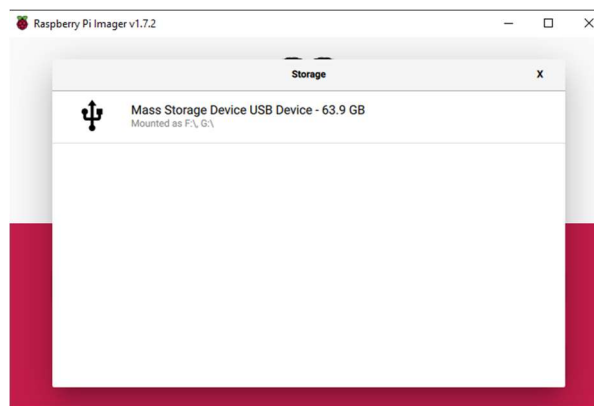 Raspberry Pi Imager v1.7.2
Storage
X
Mass Storage Device USB Device - 63.9 GB
Mounted as F:\, G:\